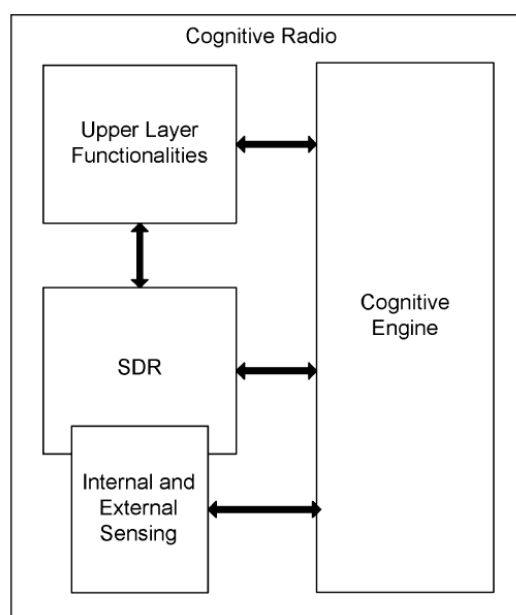 Cognitive Radio
Upper Layer
Functionalities
Cognitive
Engine
SDR
Internal and
External
Sensing